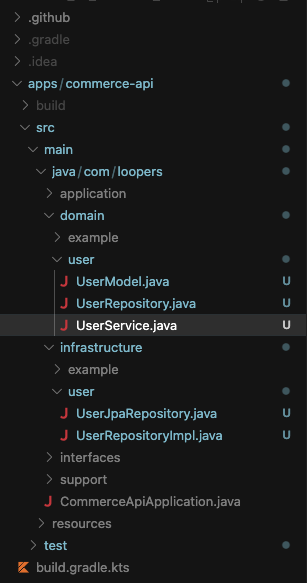 .github
.gradle
.idea
apps/commerce-api
build
src
main
java/com/loopers
application
domain
example
user
UserModel.java U
UserRepository.java U
UserService.java U
infrastructure
example
user
UserJpaRepository.java U
UserRepositoryImpl.java U
interfaces
support
CommerceApiApplication.java
resources
test
build.gradle.kts